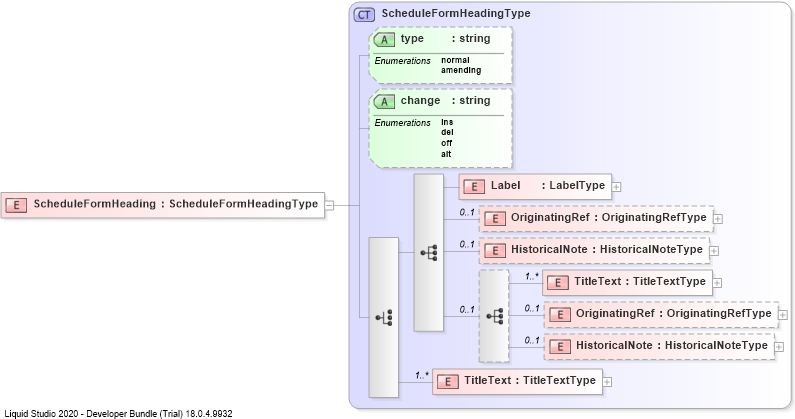 CT ScheduleFormHeadingType
A type : string
Enumerations normal
amending
A change : string
Enumerations ins
del
off
alt
E ScheduleFormHeading : ScheduleFormHeadingType
E Label : LabelType
0..1 E OriginatingRef : OriginatingRefType
0..1 E HistoricalNote : HistoricalNoteType
1..* E TitleText : TitleTextType
0..1
0..1 E OriginatingRef : OriginatingRefType
0..1 E HistoricalNote : HistoricalNoteType
1..* E TitleText : TitleTextType
Liquid Studio 2020 - Developer Bundle (Trial) 18.0.4.9932